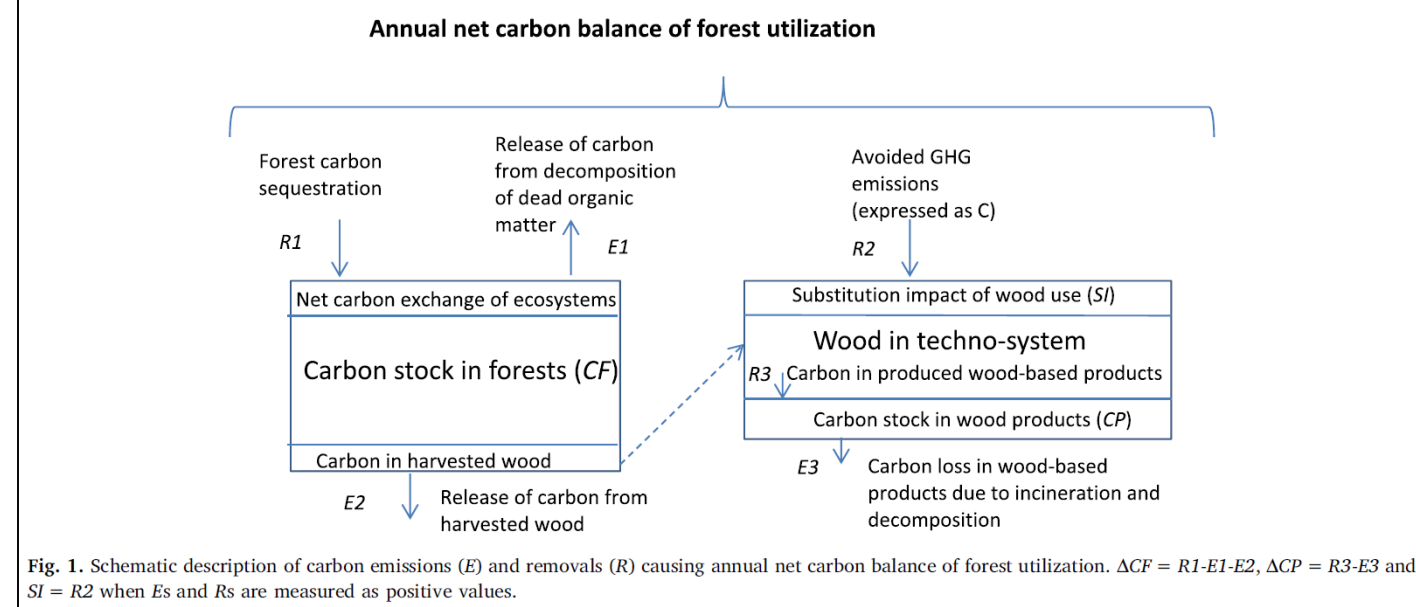 Annual net carbon balance of forest utilization
Forest carbon
sequestration
R1
Release of carbon
from decomposition
of dead organic
matter
E1
Avoided GHG
emissions
(expressed as C)
R2
Net carbon exchange of ecosystems
Carbon stock in forests (CF)
Carbon in harvested wood
E2
Release of carbon from
harvested wood
Substitution impact of wood use (SI)
Wood in techno-system
R3 Carbon in produced wood-based products
Carbon stock in wood products (CP)
E3
Carbon loss in wood-based
products due to incineration and
decomposition
Fig. 1. Schematic description of carbon emissions (E) and removals (R) causing annual net carbon balance of forest utilization. ΔCF = R1-E1-E2, ΔCP = R3-E3 and
SI = R2 when Es and Rs are measured as positive values.